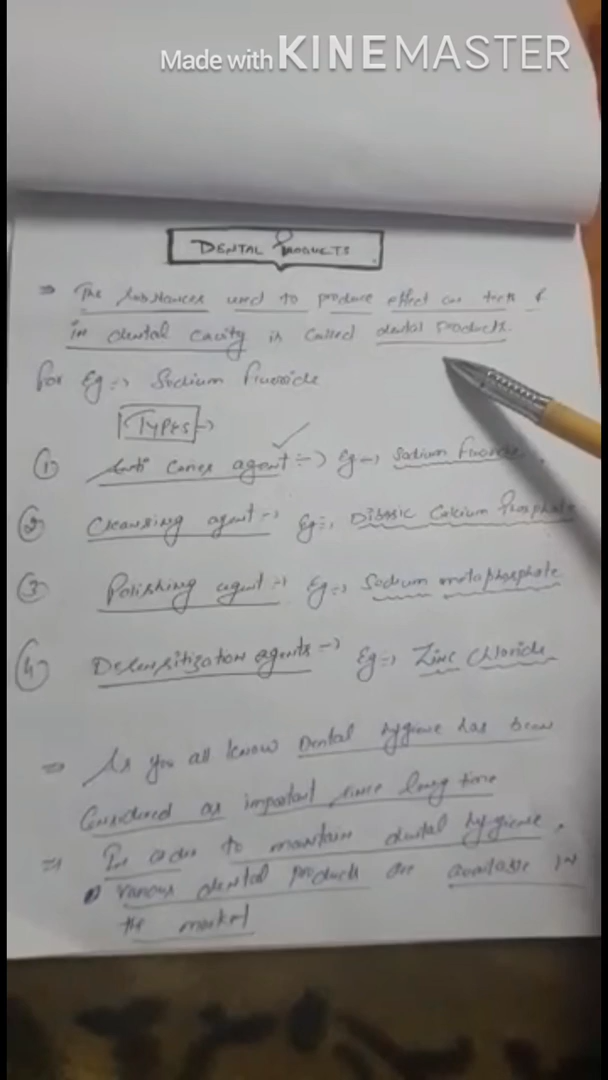 Made with KINEMASTER
DENTAL PRODUCTS
⇒ The substances used to produce effect on teeth &
in dental cavity is called dental products.
For Eg:⇒ Sodium Fluoride
Types→
① Anti Caries agent ✓ :⇒ Eg⇒ Sodium fluoride.
② Cleansing agent⇒ Eg:⇒ Dibasic Calcium Phosphate
③ Polishing agent⇒ Eg⇒ Sodium metaphosphate
④ Desensitization agents⇒ Eg⇒ Zinc Chloride
⇒ As you all know Dental hygiene has been
Considered as important since long time
⇒ In order to maintain dental hygiene,
various dental products are available in
the market